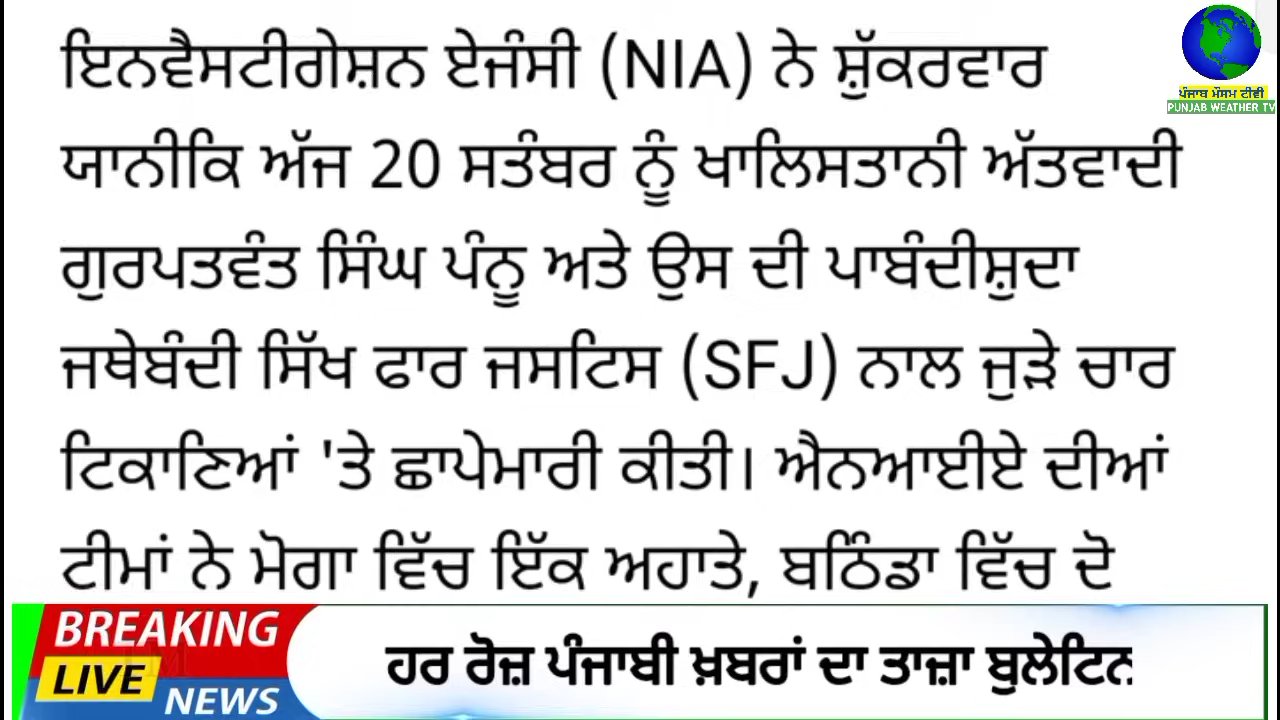 ਇਨਵੈਸਟੀਗੇਸ਼ਨ ਏਜੰਸੀ (NIA) ਨੇ ਸ਼ੁੱਕਰਵਾਰ
ਯਾਨੀਕਿ ਅੱਜ 20 ਸਤੰਬਰ ਨੂੰ ਖਾਲਿਸਤਾਨੀ ਅੱਤਵਾਦੀ
ਗੁਰਪਤਵੰਤ ਸਿੰਘ ਪੰਨੂ ਅਤੇ ਉਸ ਦੀ ਪਾਬੰਦੀਸ਼ੁਦਾ
ਜਥੇਬੰਦੀ ਸਿੱਖ ਫਾਰ ਜਸਟਿਸ (SFJ) ਨਾਲ ਜੁੜੇ ਚਾਰ
ਟਿਕਾਣਿਆਂ 'ਤੇ ਛਾਪੇਮਾਰੀ ਕੀਤੀ। ਐਨਆਈਏ ਦੀਆਂ
ਟੀਮਾਂ ਨੇ ਮੋਗਾ ਵਿੱਚ ਇੱਕ ਅਹਾਤੇ, ਬਠਿੰਡਾ ਵਿੱਚ ਦੋ
ਪੰਜਾਬ ਮੌਸਮ ਟੀਵੀ
PUNJAB WEATHER TV
BREAKING
LIVE
NEWS
ਹਰ ਰੋਜ਼ ਪੰਜਾਬੀ ਖ਼ਬਰਾਂ ਦਾ ਤਾਜ਼ਾ ਬੁਲੇਟਿਨ